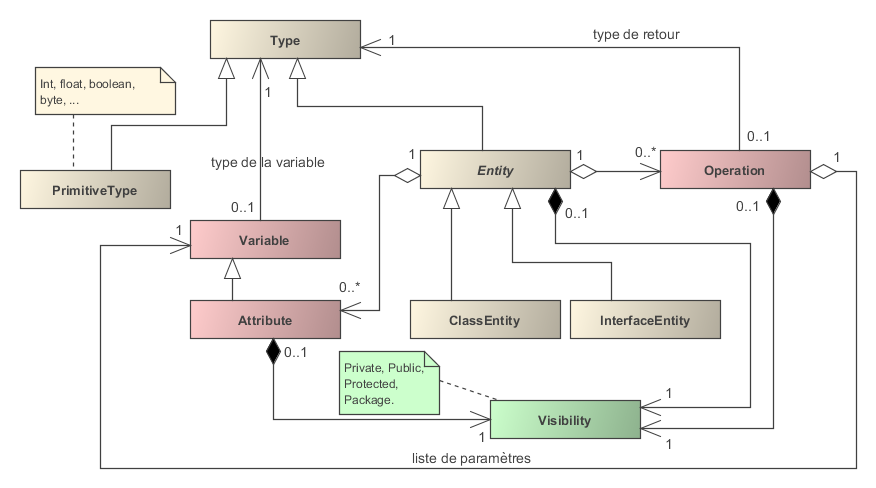 type de retour
1
Type
Int, float, boolean,
byte, ...
1
type de la variable
0..1
1
1
0..*
1
PrimitiveType
Entity
Operation
0..1
0..1
0..1
1
Variable
0..*
Attribute
ClassEntity
InterfaceEntity
0..1
Private, Public,
Protected,
Package.
1
Visibility
1
1
liste de paramètres